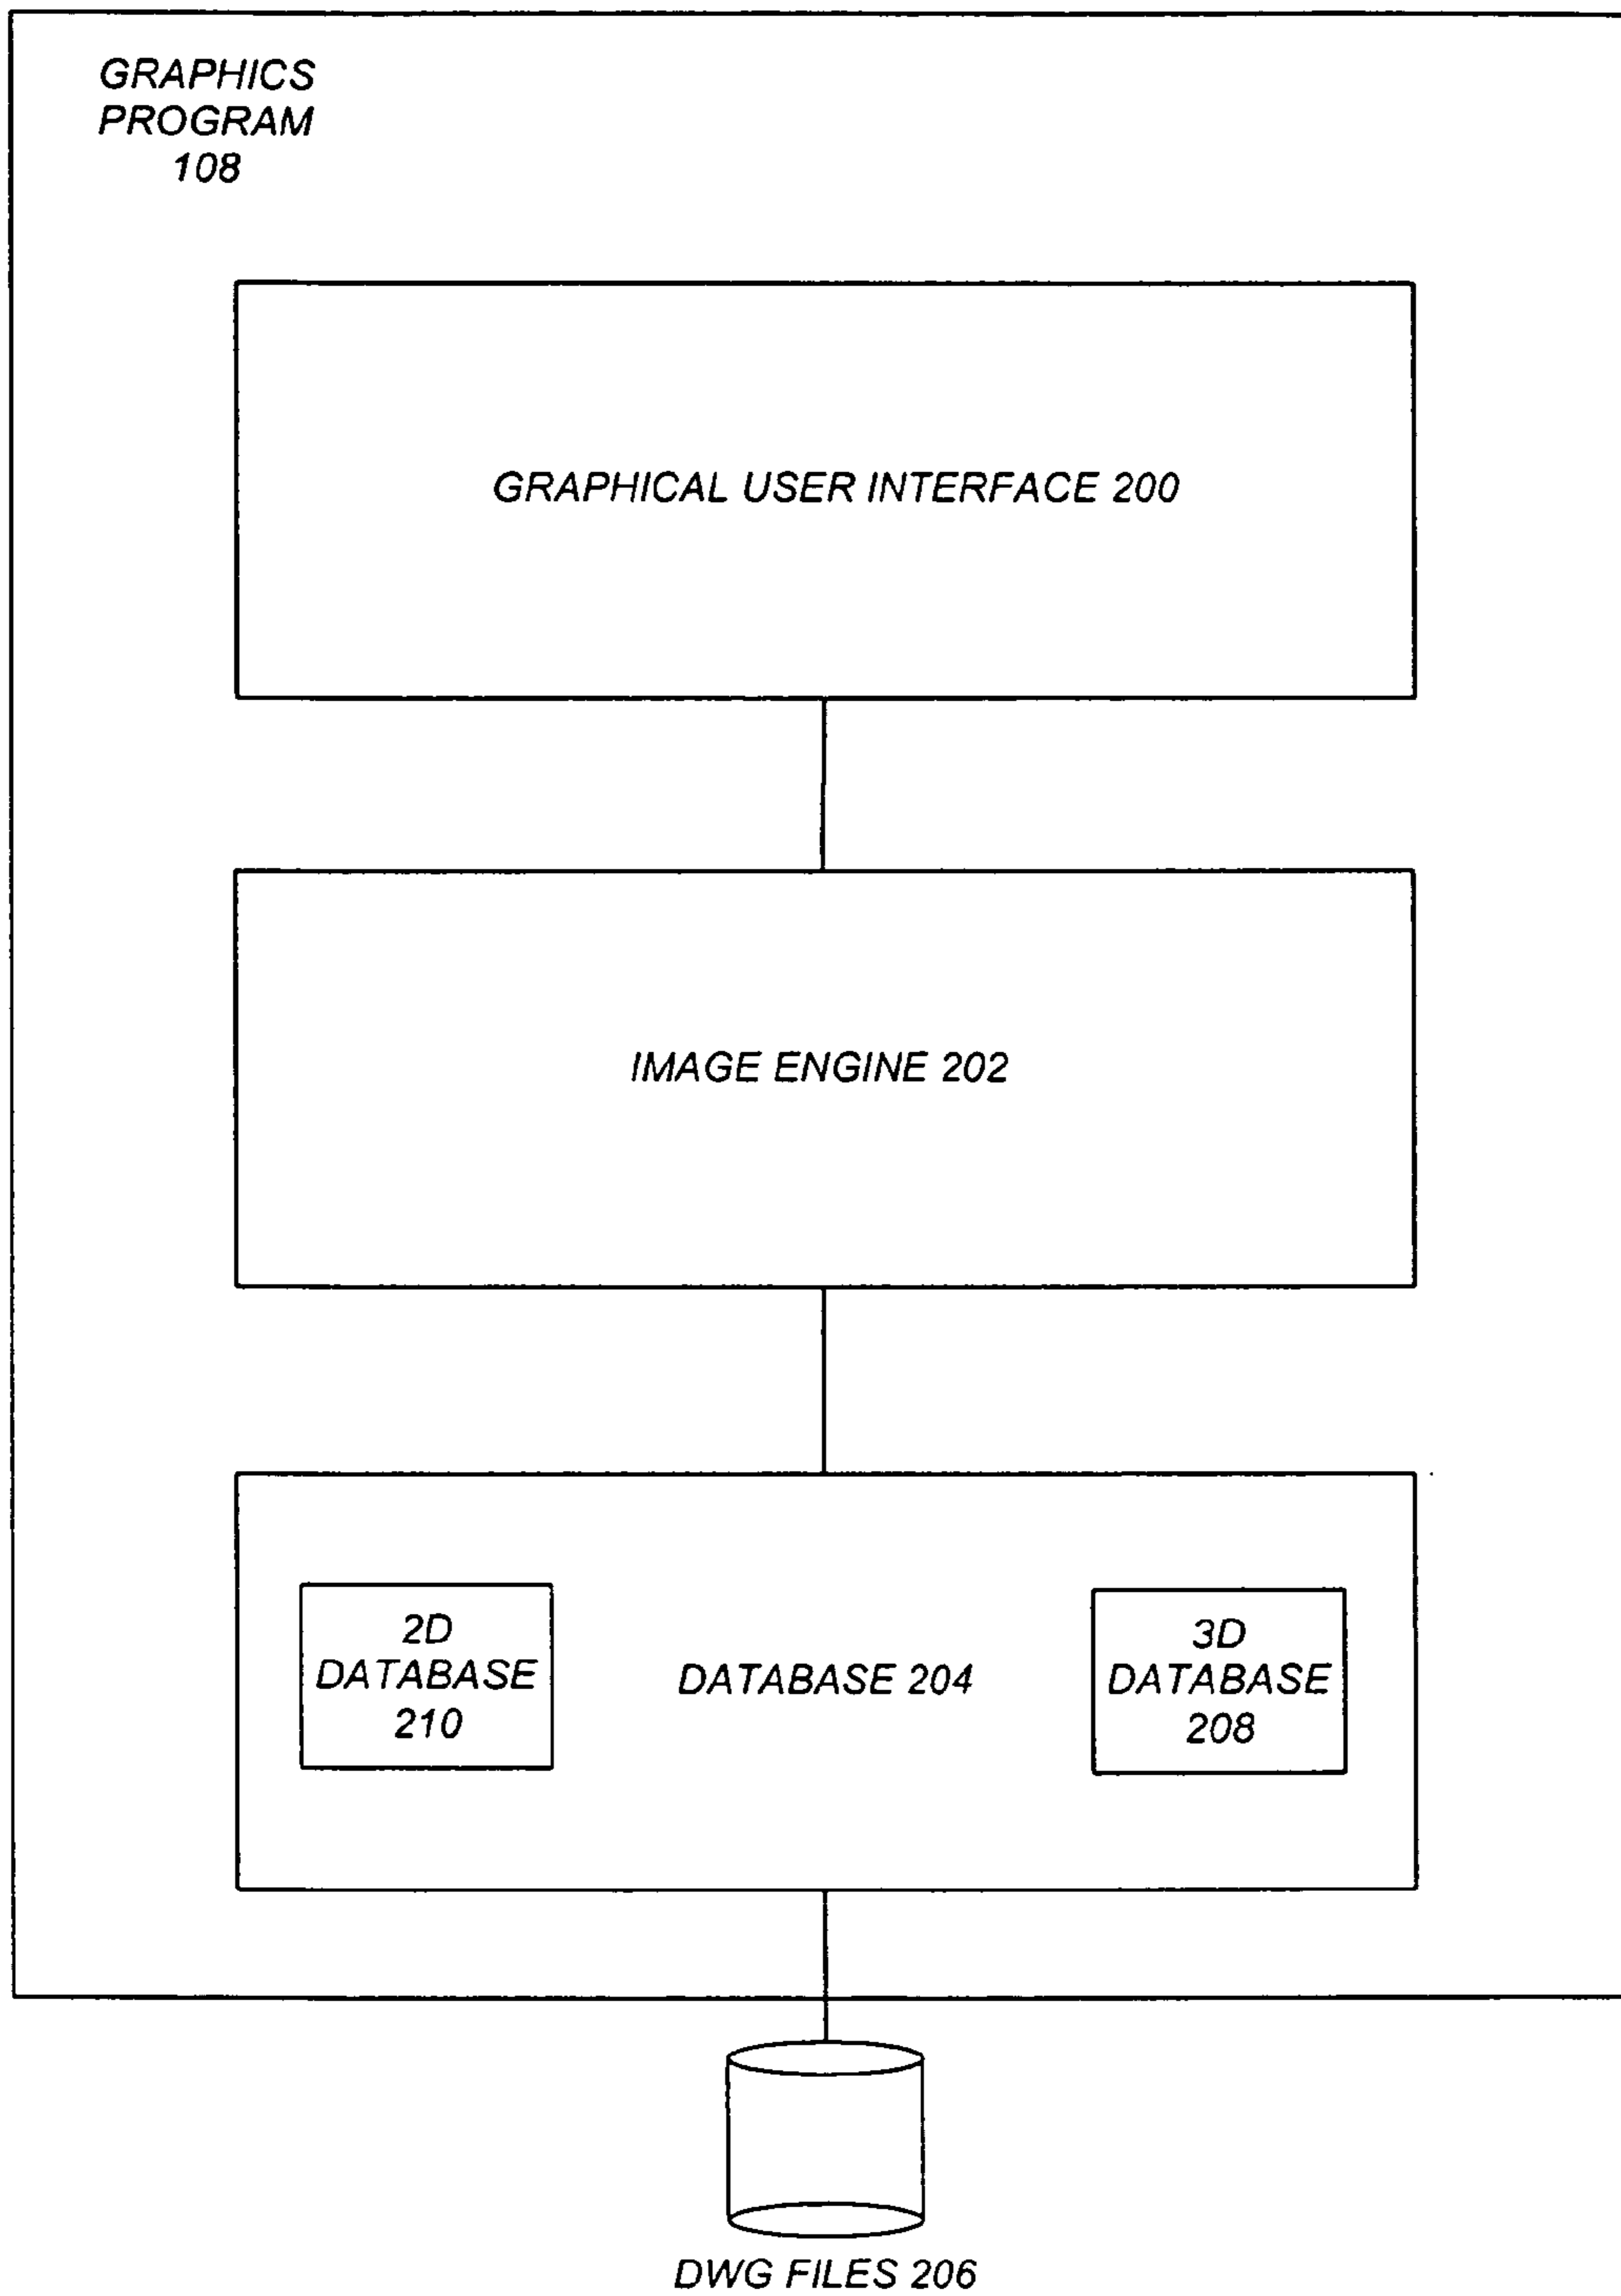 GRAPHICS
PROGRAM
108
GRAPHICAL USER INTERFACE 200
IMAGE ENGINE 202
2D
DATABASE
210
DATABASE 204
3D
DATABASE
208
DWG FILES 206